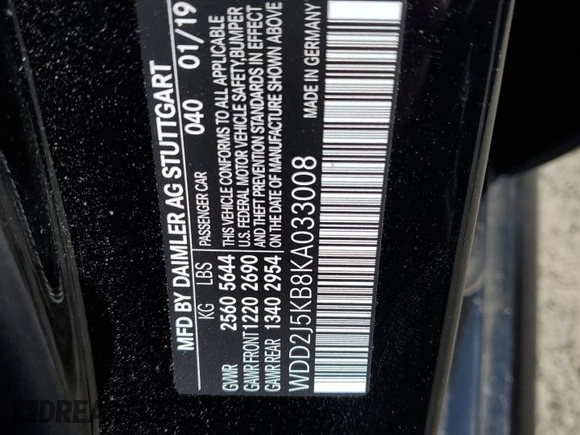 MFD BY DAIMLER AG STUTTGART
040 01/19
KG LBS PASSENGER CAR
GVWR 2560 5644 THIS VEHICLE CONFORMS TO ALL APPLICABLE
GAWR FRONT 1220 2690 U.S. FEDERAL MOTOR VEHICLE SAFETY, BUMPER
GAWR REAR 1340 2954 AND THEFT PREVENTION STANDARDS IN EFFECT
ON THE DATE OF MANUFACTURE SHOWN ABOVE
WDD2J5KB8KA033008 MADE IN GERMANY